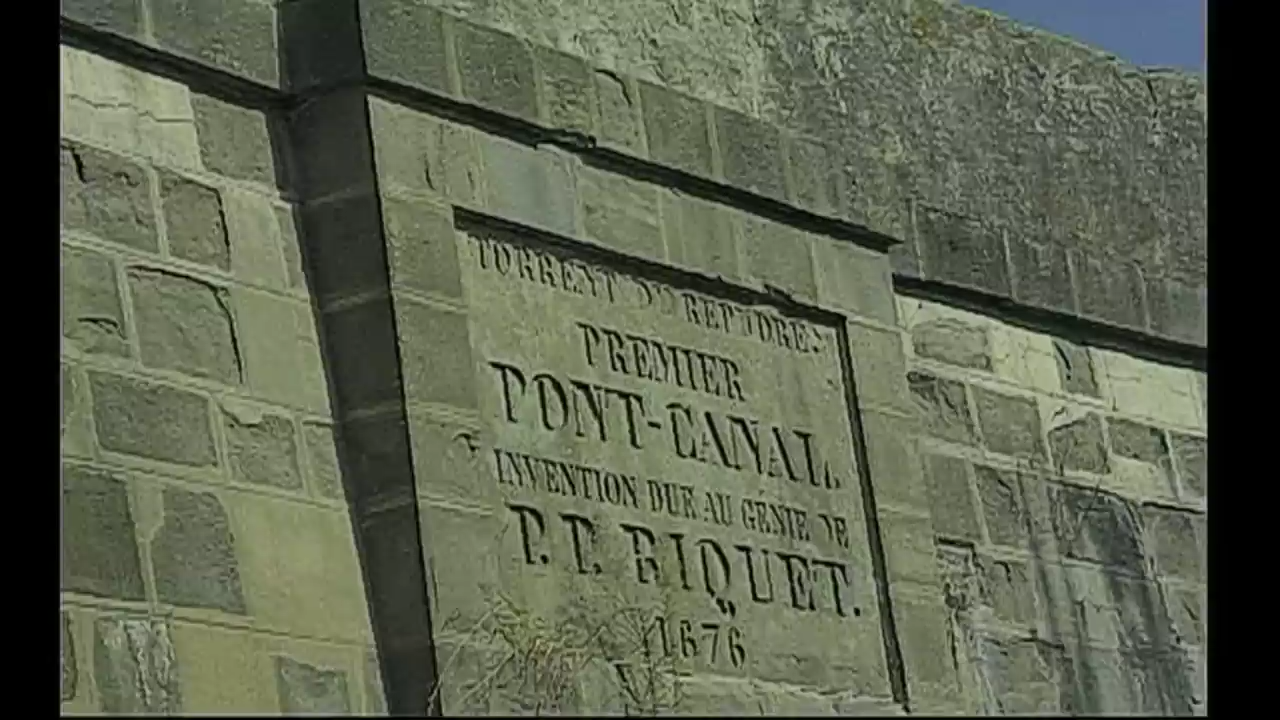 TORRENT DU REPUDRE:
PREMIER
PONT-CANAL,
INVENTION DUE AU GÉNIE DE
P. P. RIQUET.
1676